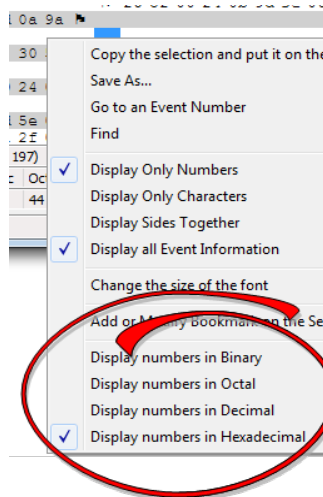 1 0a 9a
30
24
5e
2f
197)
Oc
44
Copy the selection and put it on the
Save As...
Go to an Event Number
Find
Display Only Numbers
Display Only Characters
Display Sides Together
Display all Event Information
Change the size of the font
Add or Modify Bookmark on the Se
Display numbers in Binary
Display numbers in Octal
Display numbers in Decimal
Display numbers in Hexadecimal